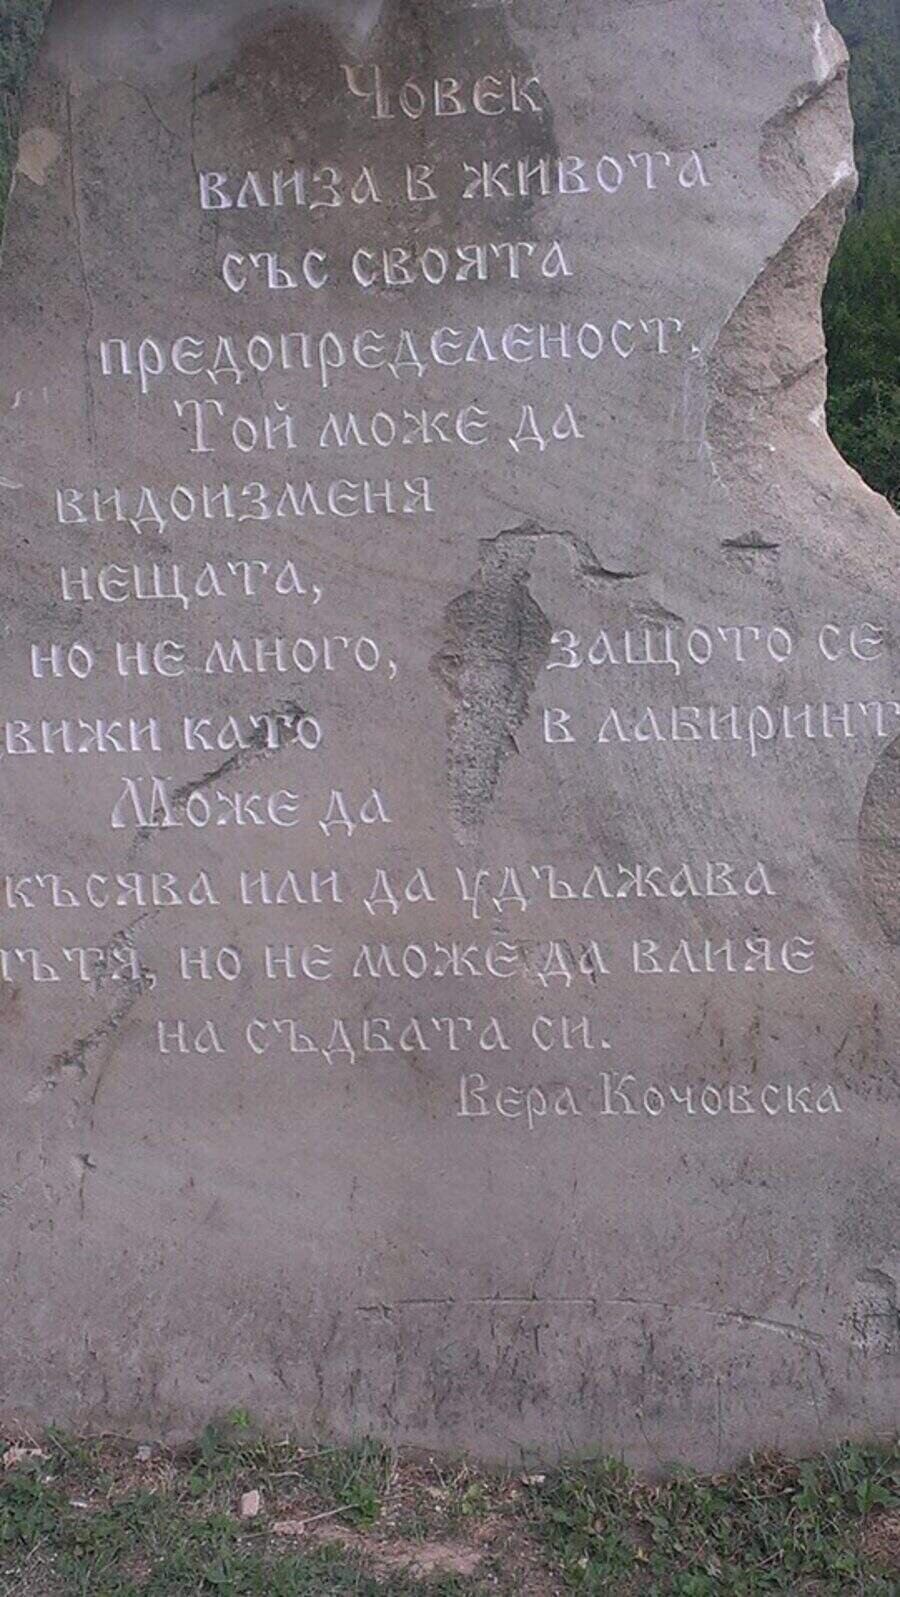 Човек
влиза в живота
със своята
предопределеност.
Той може да
видоизменя
нещата,
но не много, защото се
движи като в лабиринт
Може да
скъсява или да удължава
пътя, но не може да влияе
на съдбата си.
Вера Кочовска